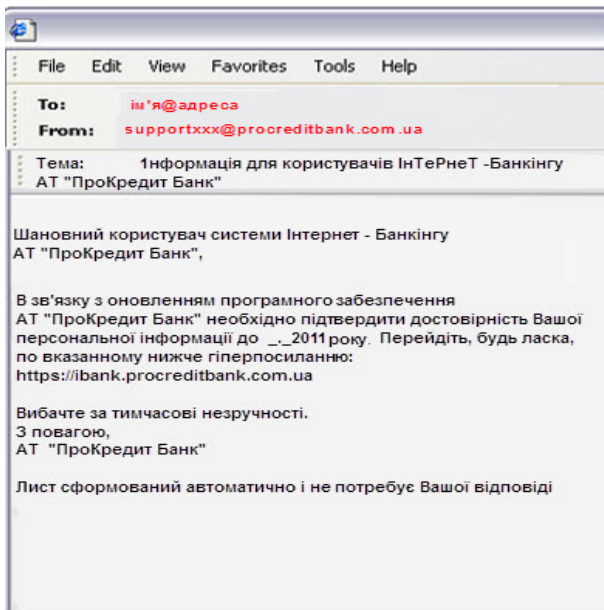 File Edit View Favorites Tools Help
To: ім'я@адреса
From: supportxxx@procreditbank.com.ua
Тема: 1нформація для користувачів ІнТеРнеТ -Банкінгу
АТ "ПроКредит Банк"
Шановний користувач системи Інтернет - Банкінгу
АТ "ПроКредит Банк",
В зв'язку з оновленням програмного забезпечення
АТ "ПроКредит Банк" необхідно підтвердити достовірність Вашої
персональної інформації до _._2011 року. Перейдіть, будь ласка,
по вказанному нижче гіперпосиланню:
https://ibank.procreditbank.com.ua
Вибачте за тимчасові незручності.
З повагою,
АТ "ПроКредит Банк"
Лист сформований автоматично і не потребує Вашої відповіді